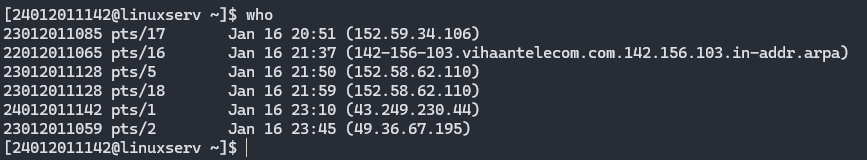 [24012011142@linuxserv ~]$ who
23012011085 pts/17       Jan 16 20:51 (152.59.34.106)
22012011065 pts/16       Jan 16 21:37 (142-156-103.vihaantelecom.com.142.156.103.in-addr.arpa)
23012011128 pts/5        Jan 16 21:50 (152.58.62.110)
23012011128 pts/18       Jan 16 21:59 (152.58.62.110)
24012011142 pts/1        Jan 16 23:10 (43.249.230.44)
23012011059 pts/2        Jan 16 23:45 (49.36.67.195)
[24012011142@linuxserv ~]$